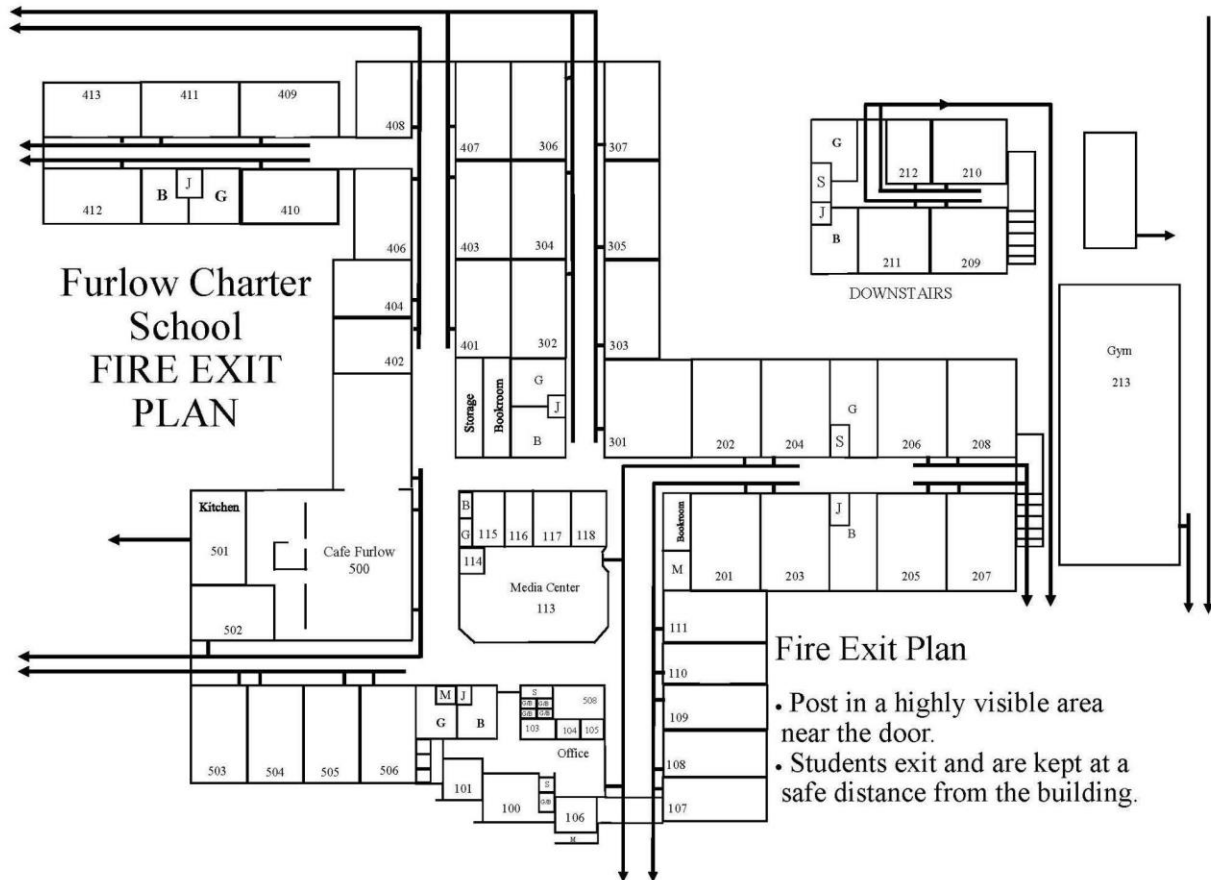 413
411
409
408
407
306
307
G
212
210
S
J
B
J
G
412
410
406
403
304
305
J
B
211
209
DOWNSTAIRS
Furlow Charter
School
FIRE EXIT
PLAN
404
402
401
302
303
Gym
213
Storage
Bookroom
G
J
B
301
202
204
G
S
206
208
Kitchen
501
Cafe Furlow
500
502
B
G
115
116
117
118
114
Media Center
113
Bookroom
M
201
203
J
B
205
207
111
110
109
108
107
Fire Exit Plan
• Post in a highly visible area
near the door.
• Students exit and are kept at a
safe distance from the building.
503
504
505
506
M
J
G
B
S
508
G/B
G/B
G/B
G/B
103
104
105
Office
101
100
S
G/B
106
M